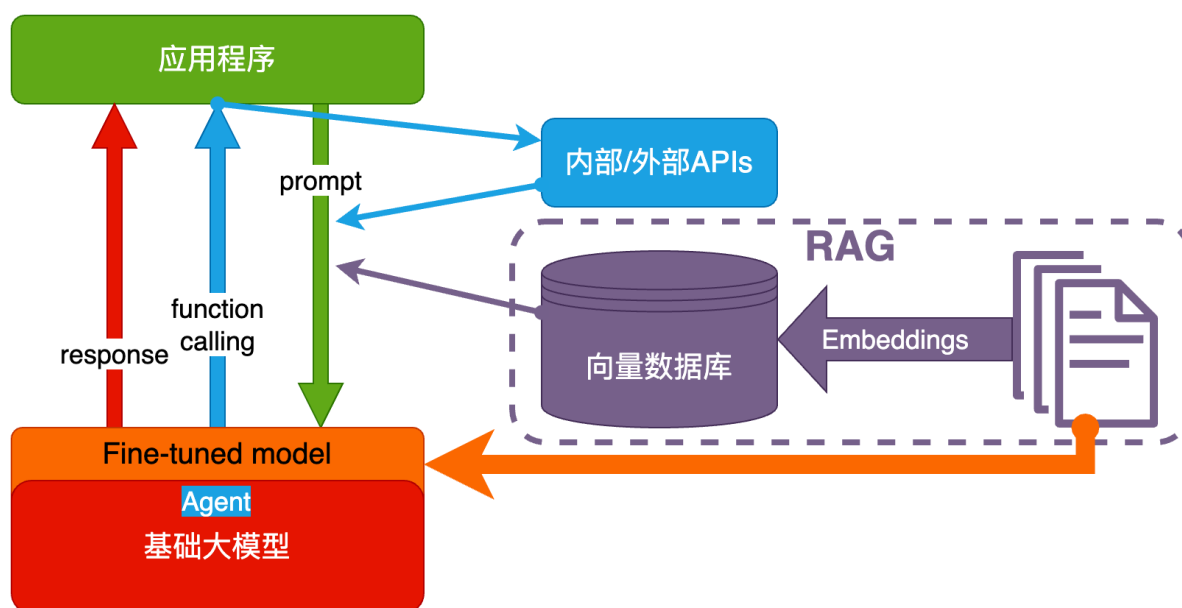 应用程序
内部/外部APIs
prompt
RAG
function
calling
response
向量数据库
Embeddings
Fine-tuned model
Agent
基础大模型